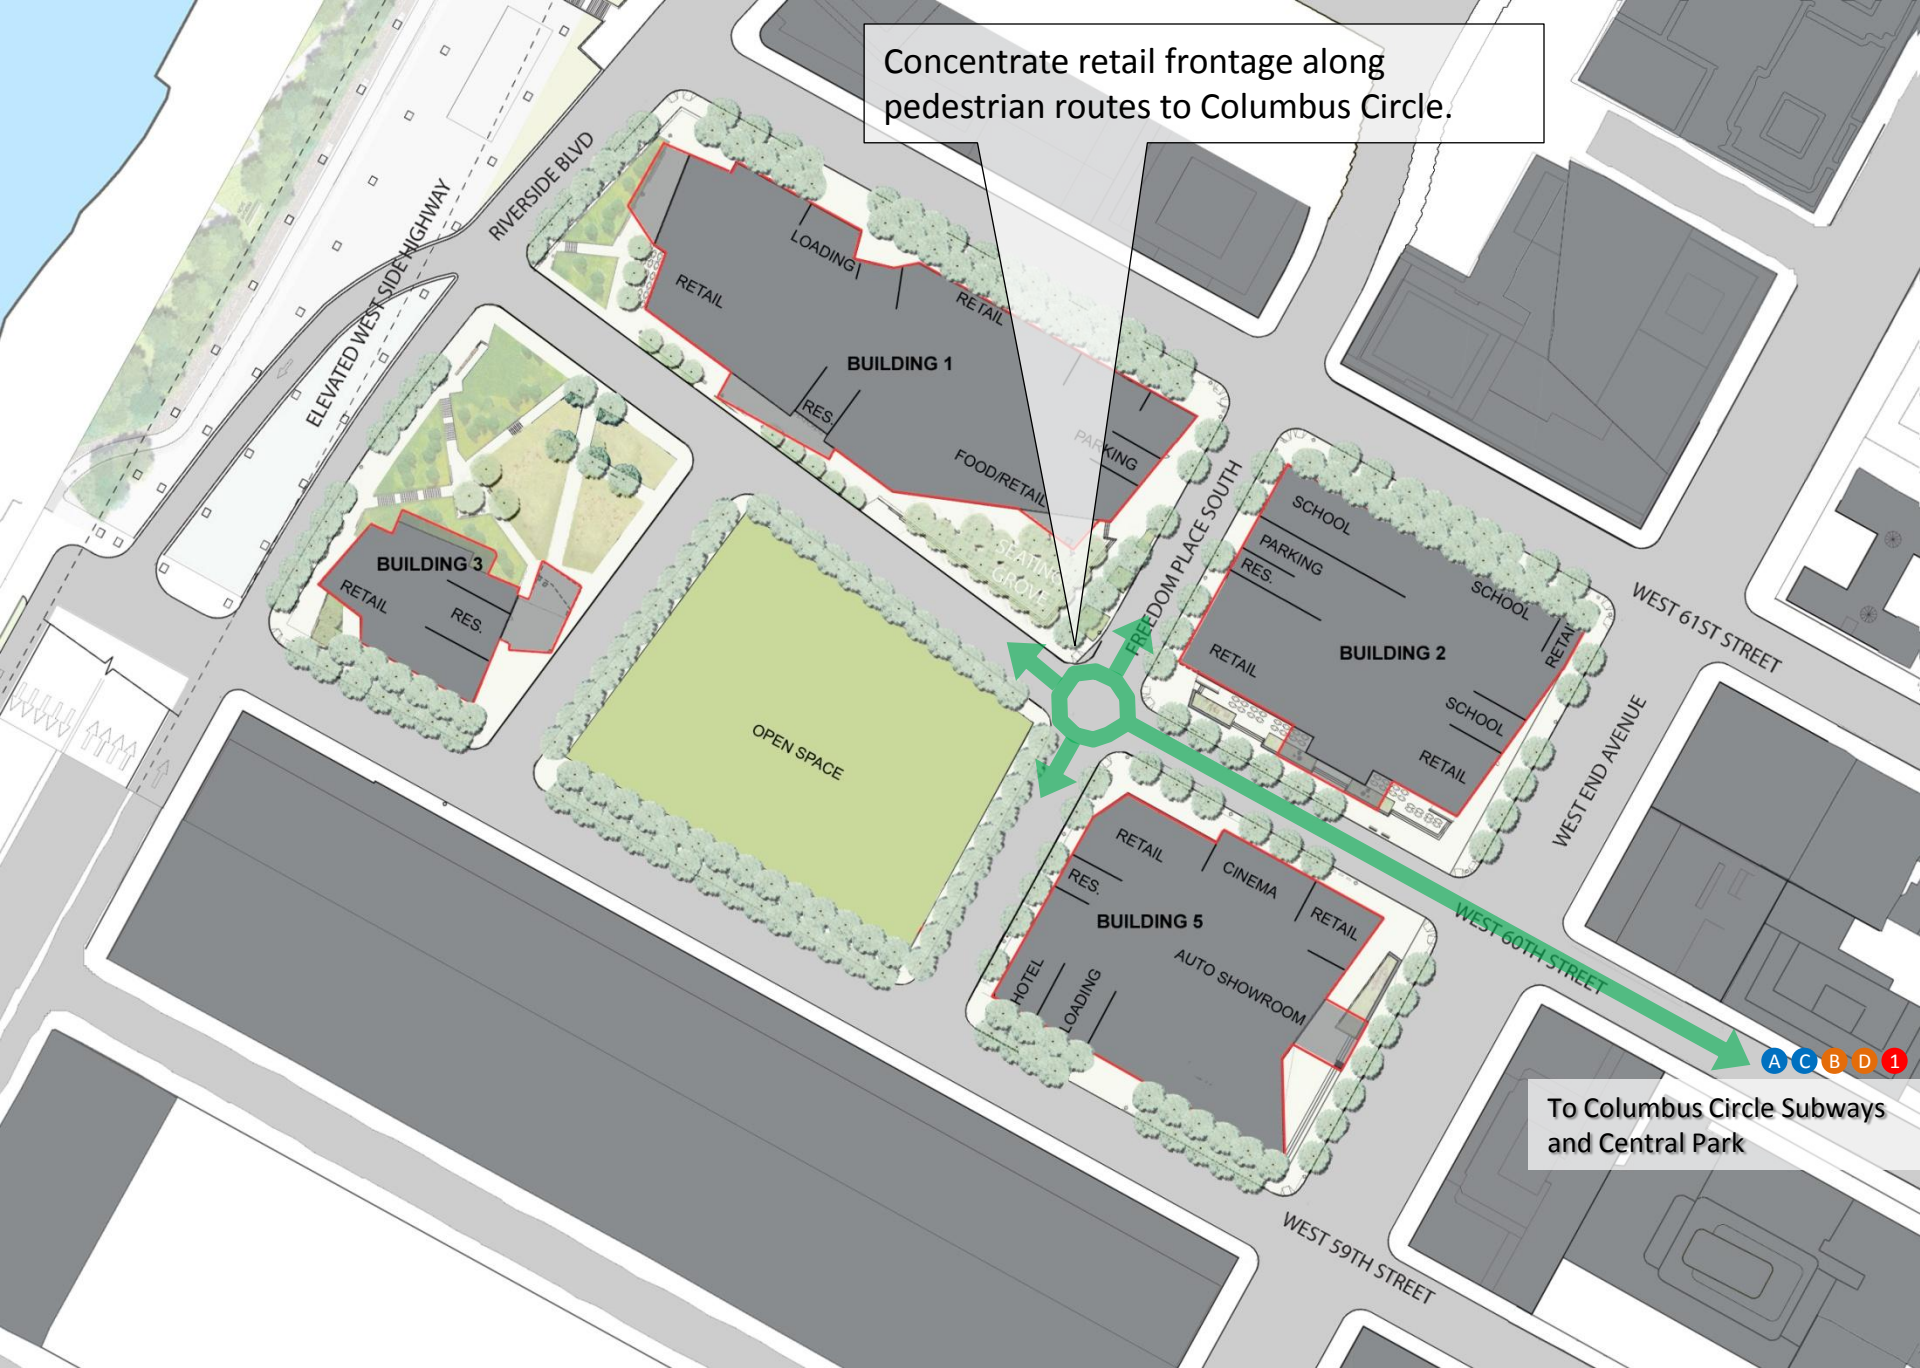 Concentrate retail frontage along
pedestrian routes to Columbus Circle.
RIVERSIDE BLVD
ELEVATED WEST SIDE HIGHWAY
LOADING
RETAIL
RETAIL
BUILDING 1
RES.
PARKING
FOOD/RETAIL
SEATING
GROVE
FREEDOM PLACE SOUTH
SCHOOL
PARKING
RES.
SCHOOL
RETAIL
BUILDING 2
RETAIL
SCHOOL
RETAIL
WEST 61ST STREET
WEST END AVENUE
BUILDING 3
RETAIL
RES.
OPEN SPACE
RETAIL
CINEMA
RES.
RETAIL
BUILDING 5
AUTO SHOWROOM
HOTEL
LOADING
WEST 60TH STREET
A C B D 1
To Columbus Circle Subways
and Central Park
WEST 59TH STREET